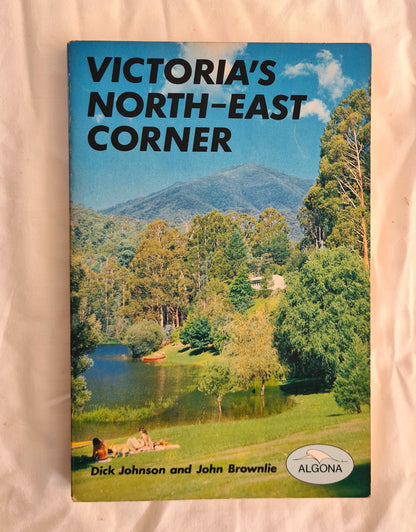 VICTORIA'S
NORTH-EAST
CORNER
Dick Johnson and John Brownlie
ALGONA